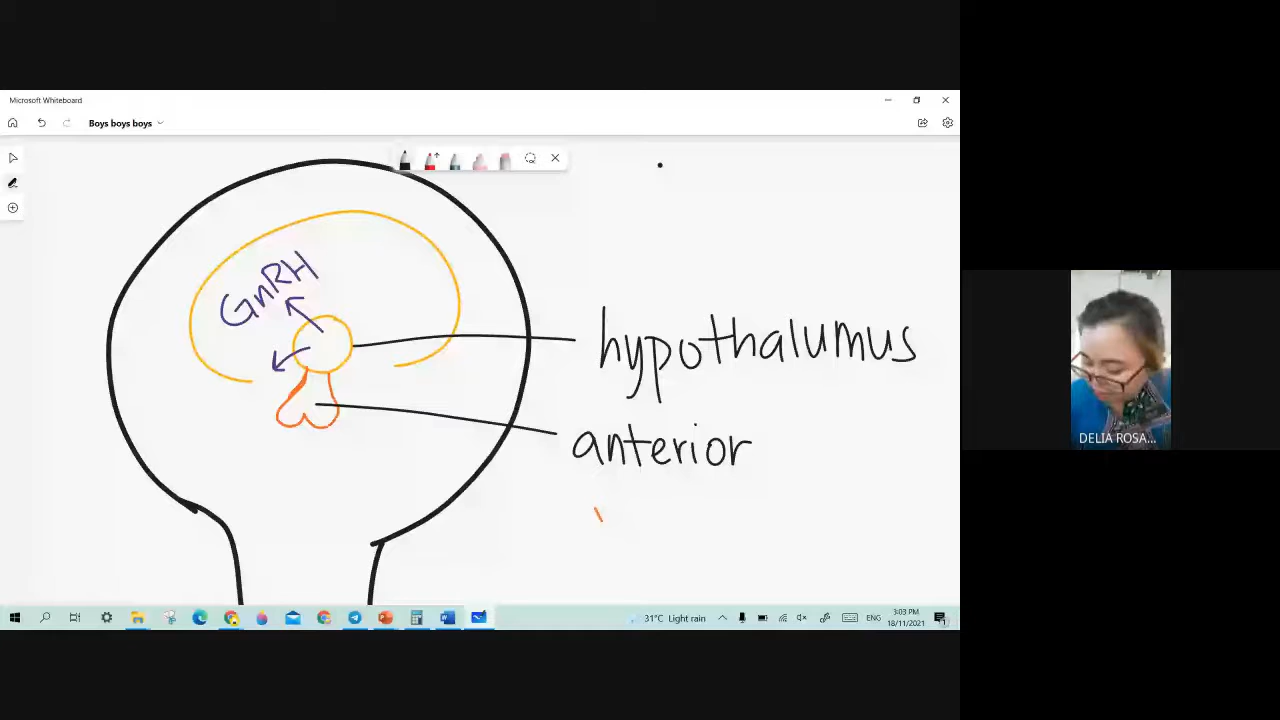 Microsoft Whiteboard
Boys boys boys
GnRH
hypothalumus
anterior
DELIA ROSA...
31°C Light rain
ENG
3:03 PM
18/11/2021